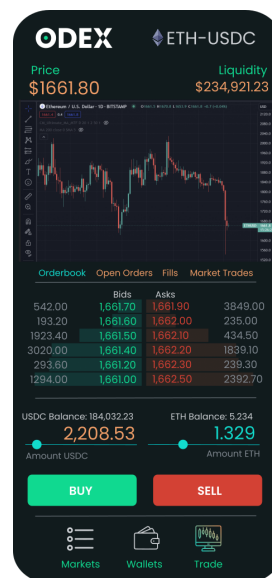 ODEX
ETH-USDC
Price
Liquidity
$1661.80
$234,921.23
Ethereum / U.S. Dollar · 1D · BITSTAMP
Orderbook Open Orders Fills Market Trades
Bids Asks
542.00 1,661.70 1,661.90 3849.00
193.20 1,661.60 1,662.00 235.00
1923.40 1,661.50 1,662.10 434.50
3020.00 1,661.40 1,662.20 1839.10
293.60 1,661.20 1,662.30 239.30
1294.00 1,661.00 1,662.50 2392.70
USDC Balance: 184,032.23 ETH Balance: 5.234
2,208.53 1.329
Amount USDC Amount ETH
BUY SELL
Markets Wallets Trade